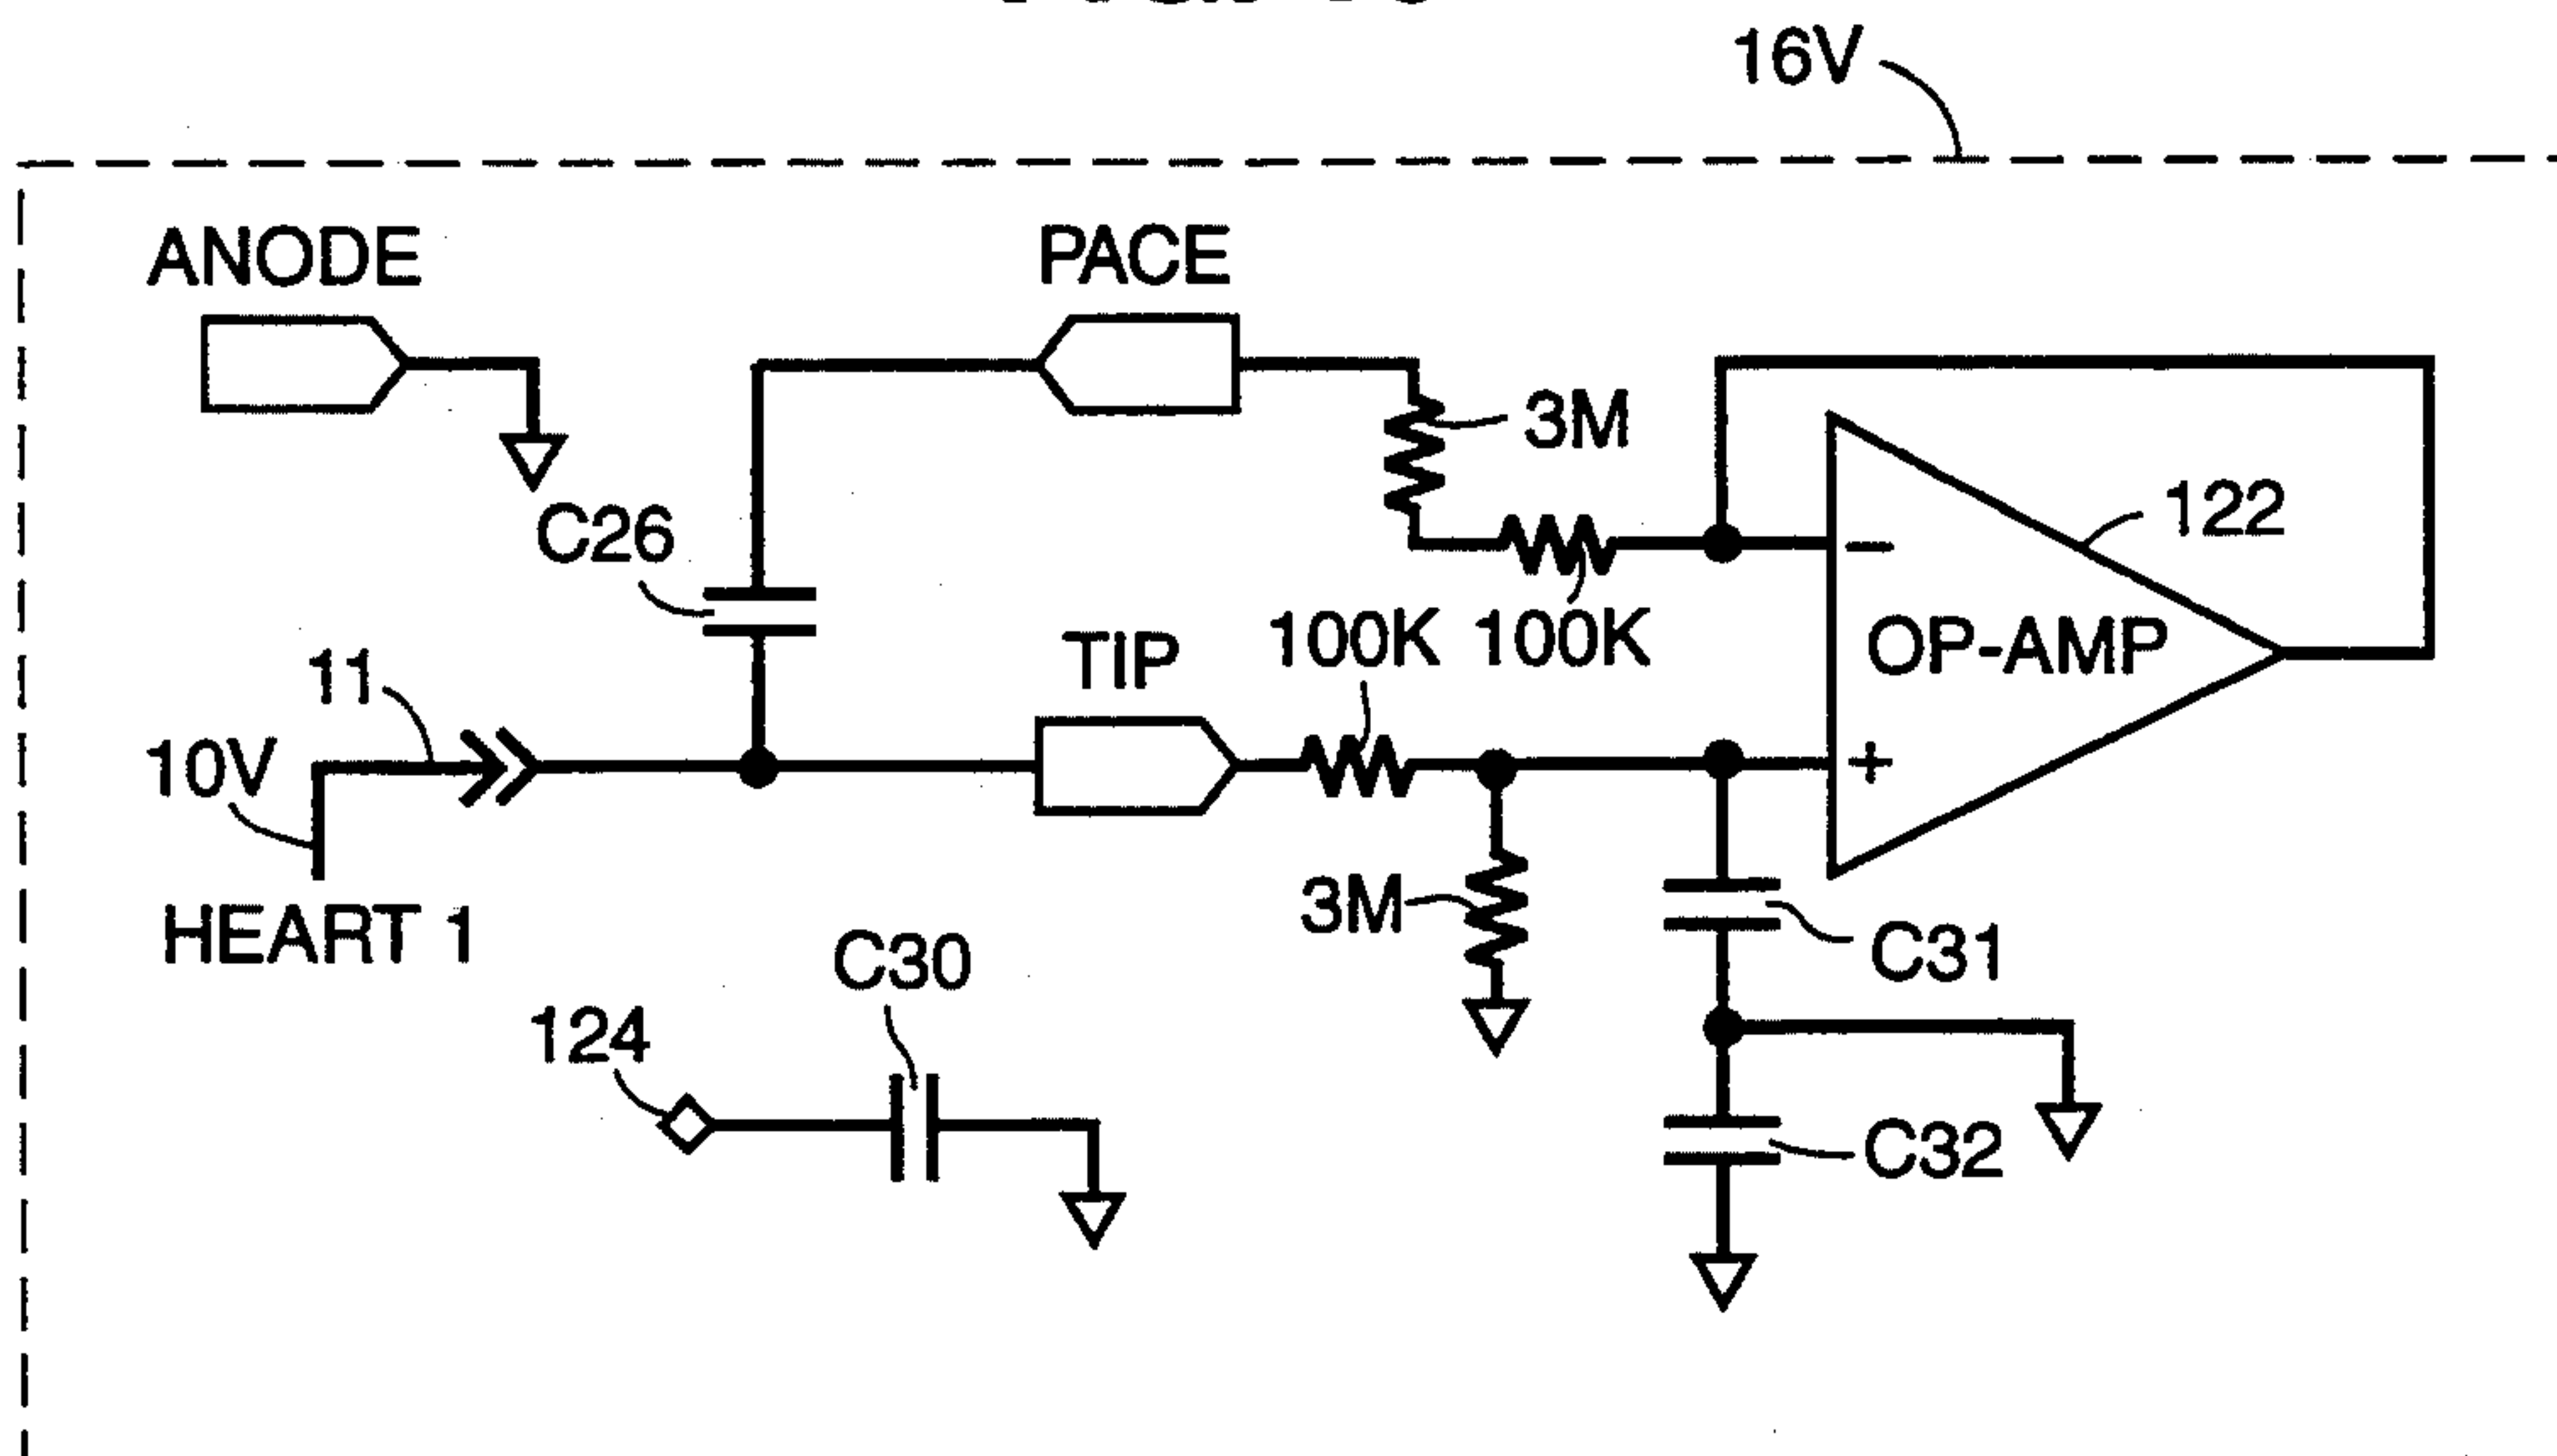 16V
ANODE
PACE
3M
C26
122
100K 100K
OP-AMP
TIP
11
10V
HEART 1
3M
C31
C30
124
C32
−
+